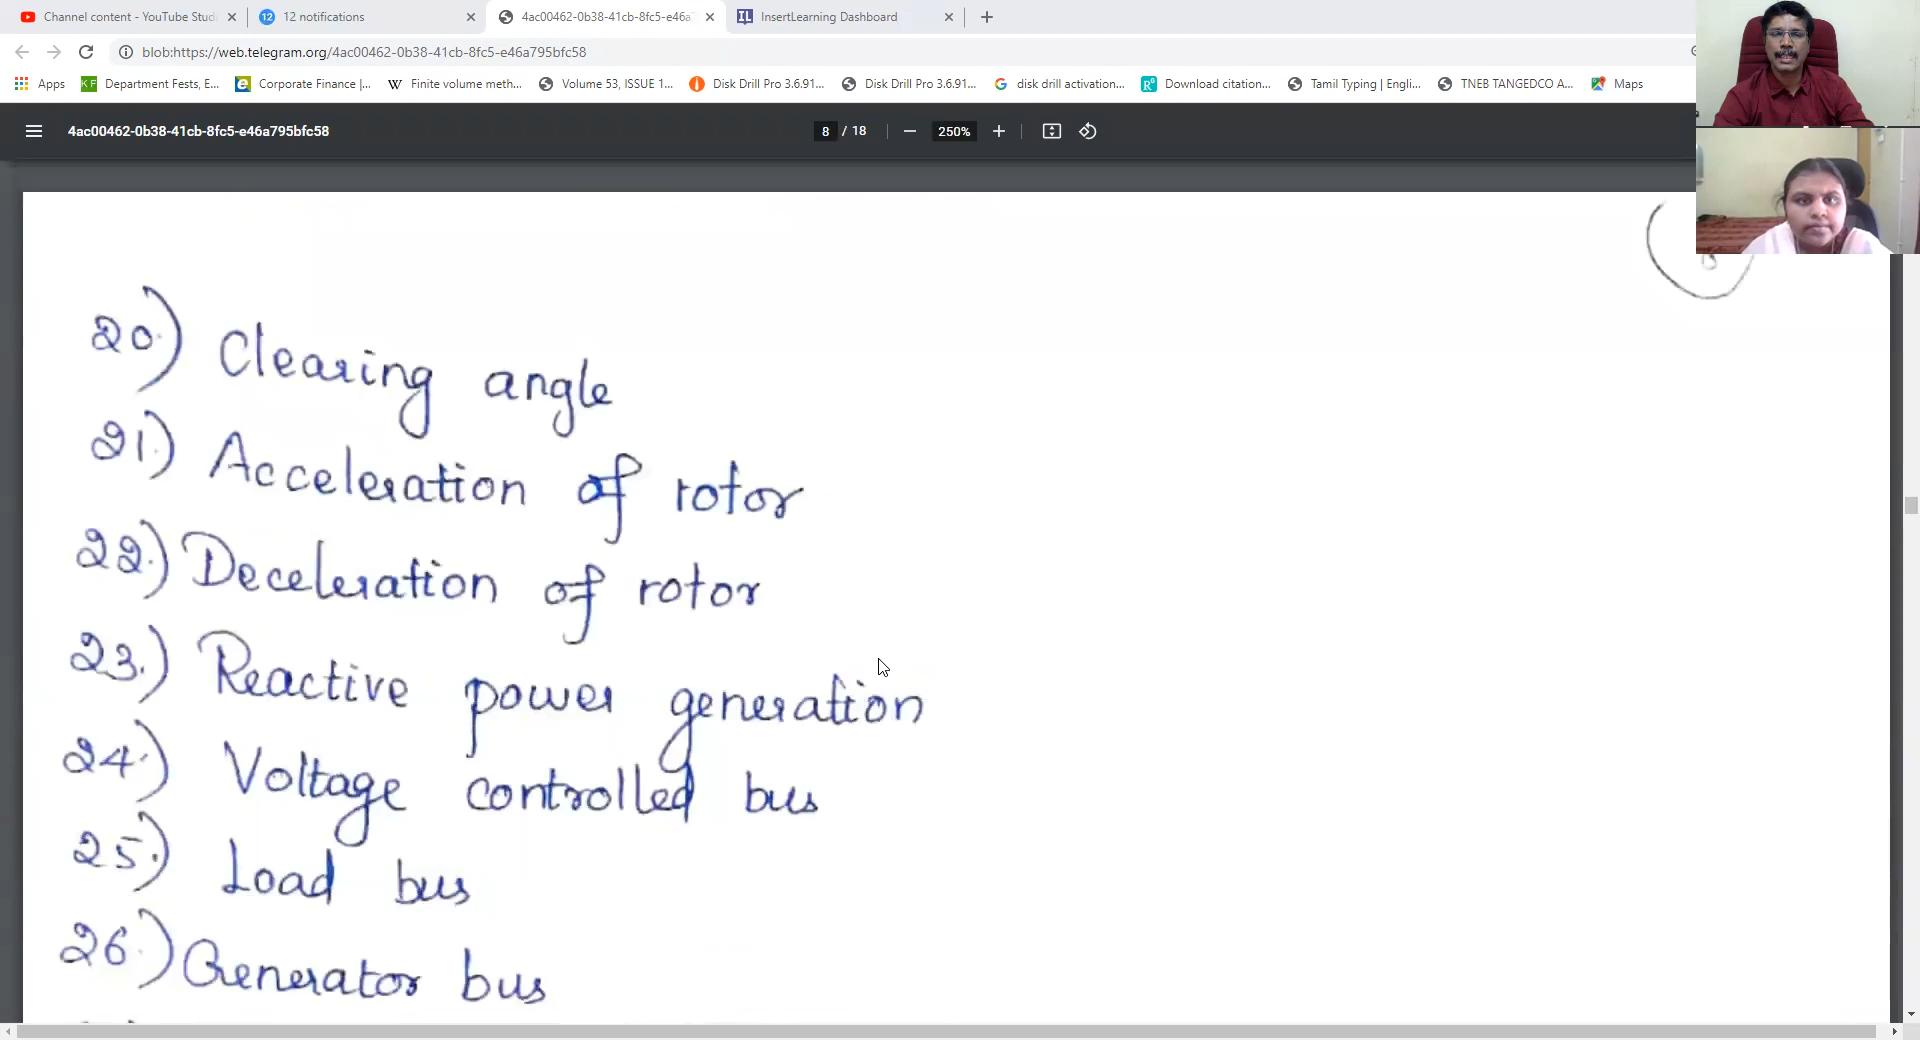 Channel content - YouTube Stud
12 notifications
4ac00462-0b38-41cb-8fc5-e46a7
InsertLearning Dashboard
blob:https://web.telegram.org/4ac00462-0b38-41cb-8fc5-e46a795bfc58
Apps
Department Fests, E...
Corporate Finance |...
Finite volume meth...
Volume 53, ISSUE 1...
Disk Drill Pro 3.6.91...
Disk Drill Pro 3.6.91...
disk drill activation...
Download citation...
Tamil Typing | Engli...
TNEB TANGEDCO A...
Maps
4ac00462-0b38-41cb-8fc5-e46a795bfc58
8 / 18
250%
20.) Clearing angle
21.) Acceleration of rotor
22.) Deceleration of rotor
23.) Reactive power generation
24.) Voltage controlled bus
25.) Load bus
26.) Generator bus